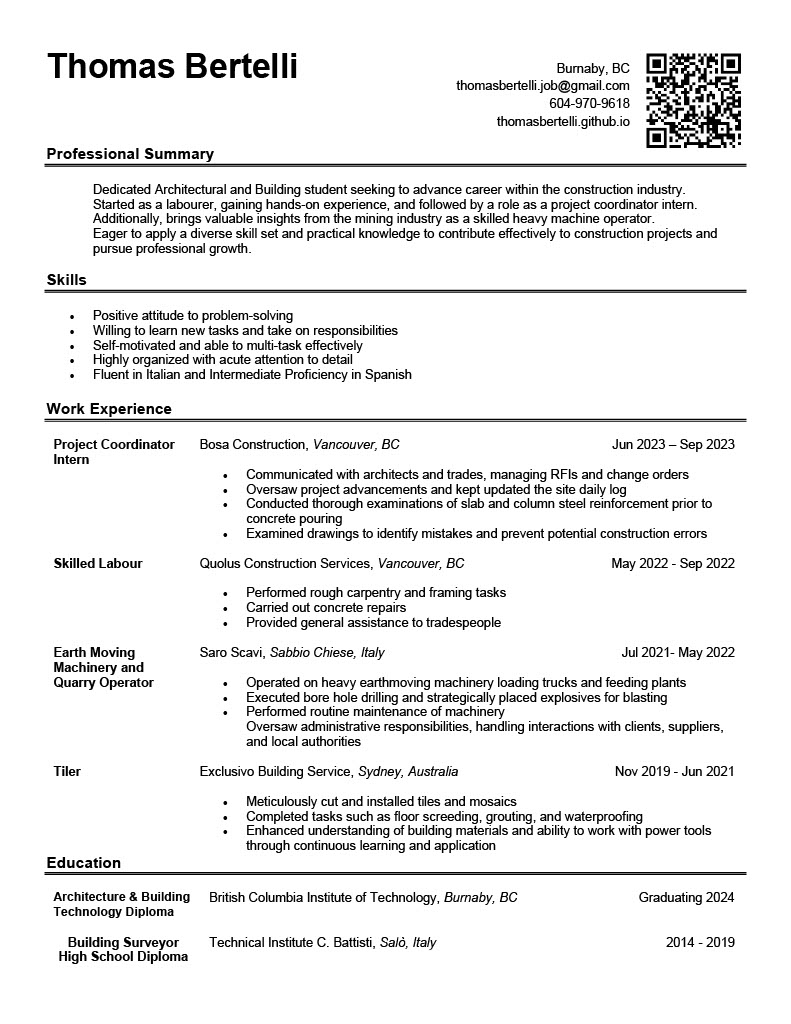 Thomas Bertelli
Burnaby, BC
thomasbertelli.job@gmail.com
604-970-9618
thomasbertelli.github.io
Professional Summary
Dedicated Architectural and Building student seeking to advance career within the construction industry.
Started as a labourer, gaining hands-on experience, and followed by a role as a project coordinator intern.
Additionally, brings valuable insights from the mining industry as a skilled heavy machine operator.
Eager to apply a diverse skill set and practical knowledge to contribute effectively to construction projects and
pursue professional growth.
Skills
• Positive attitude to problem-solving
• Willing to learn new tasks and take on responsibilities
• Self-motivated and able to multi-task effectively
• Highly organized with acute attention to detail
• Fluent in Italian and Intermediate Proficiency in Spanish
Work Experience
Project Coordinator Bosa Construction, Vancouver, BC Jun 2023 – Sep 2023
Intern
• Communicated with architects and trades, managing RFIs and change orders
• Oversaw project advancements and kept updated the site daily log
• Conducted thorough examinations of slab and column steel reinforcement prior to
concrete pouring
• Examined drawings to identify mistakes and prevent potential construction errors
Skilled Labour Quolus Construction Services, Vancouver, BC May 2022 - Sep 2022
• Performed rough carpentry and framing tasks
• Carried out concrete repairs
• Provided general assistance to tradespeople
Earth Moving Saro Scavi, Sabbio Chiese, Italy Jul 2021- May 2022
Machinery and
Quarry Operator
• Operated on heavy earthmoving machinery loading trucks and feeding plants
• Executed bore hole drilling and strategically placed explosives for blasting
• Performed routine maintenance of machinery
Oversaw administrative responsibilities, handling interactions with clients, suppliers,
and local authorities
Tiler Exclusivo Building Service, Sydney, Australia Nov 2019 - Jun 2021
• Meticulously cut and installed tiles and mosaics
• Completed tasks such as floor screeding, grouting, and waterproofing
• Enhanced understanding of building materials and ability to work with power tools
through continuous learning and application
Education
Architecture & Building British Columbia Institute of Technology, Burnaby, BC Graduating 2024
Technology Diploma
Building Surveyor Technical Institute C. Battisti, Salò, Italy 2014 - 2019
High School Diploma